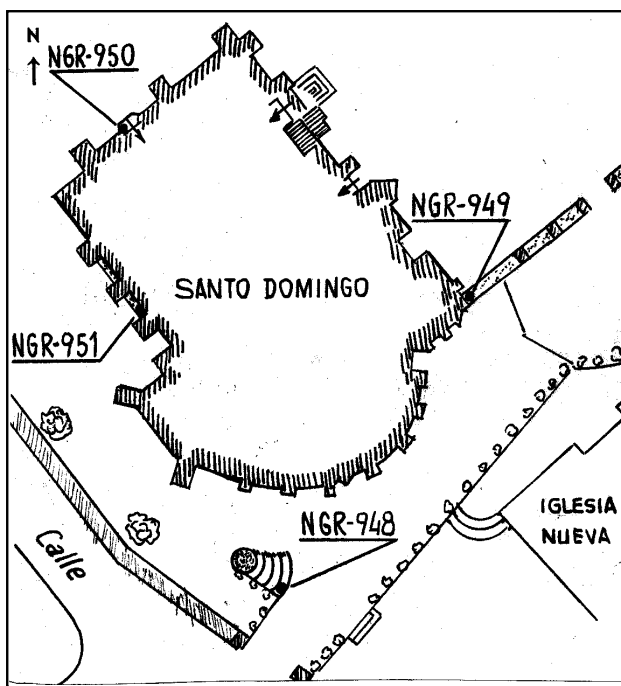 N
NGR-950
NGR-949
SANTO DOMINGO
NGR-951
NGR-948
IGLESIA
NUEVA
Calle